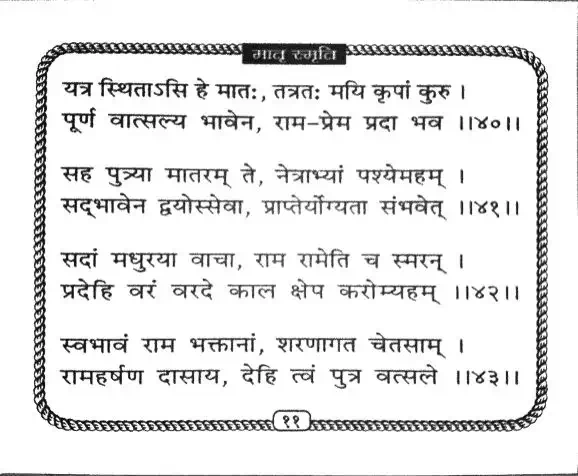 मातृ स्मृति
यत्र स्थिताऽसि हे मातः, तत्रतः मयि कृपां कुरु ।
पूर्ण वात्सल्य भावेन, राम-प्रेम प्रदा भव ।।४०।।
सह पुत्र्या मातरम् ते, नेत्राभ्यां पश्येमहम् ।
सद्भावेन द्वयोस्सेवा, प्राप्तेर्योग्यता संभवेत् ।।४१।।
सदां मधुरया वाचा, राम रामेति च स्मरन् ।
प्रदेहि वरं वरदे काल क्षेप करोम्यहम् ।।४२।।
स्वभावं राम भक्तानां, शरणागत चेतसाम् ।
रामहर्षण दासाय, देहि त्वं पुत्र वत्सले ।।४३।।
११